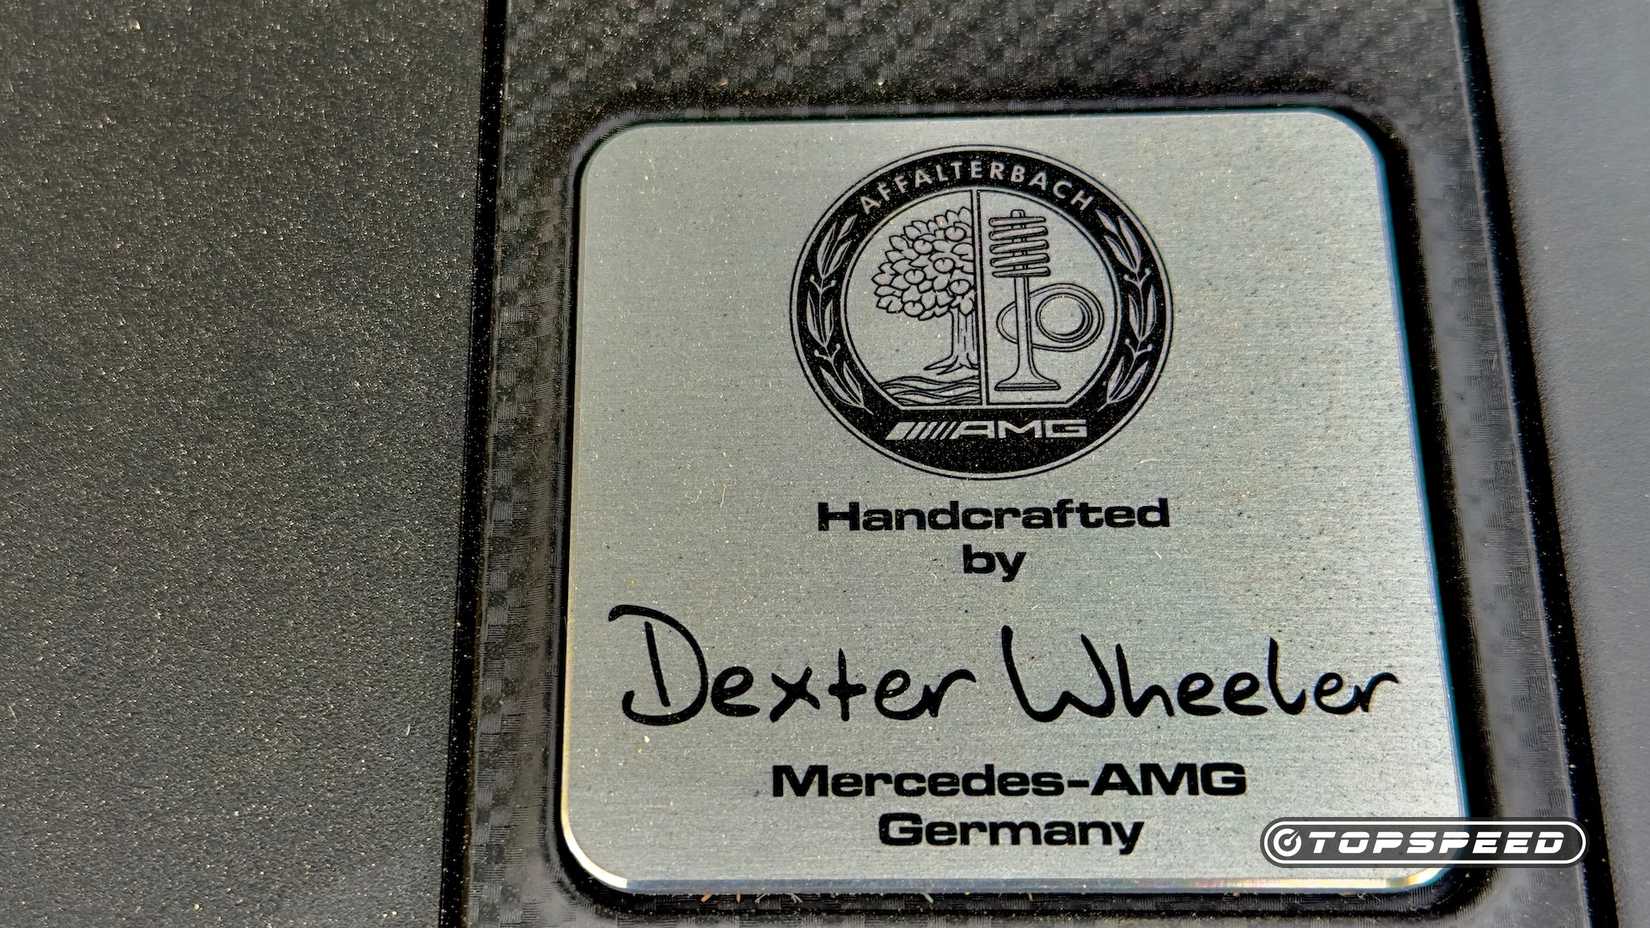 AFFALTERBACH
AMG
Handcrafted
by
Dexter Wheeler
Mercedes-AMG
Germany
TOPSPEED